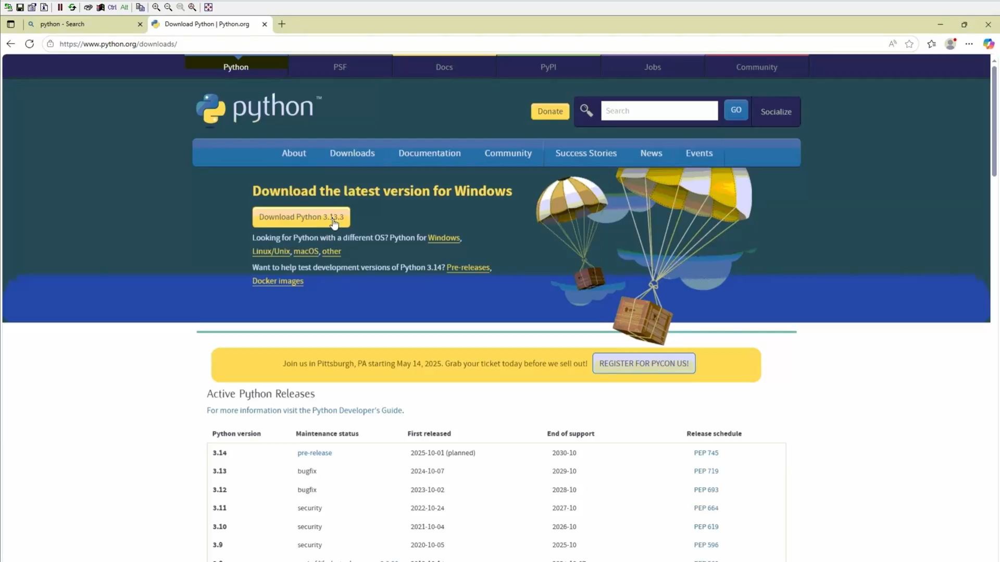 Ctrl Alt
python - Search
Download Python | Python.org
https://www.python.org/downloads/
Python PSF Docs PyPI Jobs Community
python™
Donate
Search
GO
Socialize
About Downloads Documentation Community Success Stories News Events
Download the latest version for Windows
Download Python 3.13.3
Looking for Python with a different OS? Python for Windows,
Linux/Unix, macOS, other
Want to help test development versions of Python 3.14? Pre-releases,
Docker images
Join us in Pittsburgh, PA starting May 14, 2025. Grab your ticket today before we sell out! REGISTER FOR PYCON US!
Active Python Releases
For more information visit the Python Developer's Guide.
Python version Maintenance status First released End of support Release schedule
3.14 pre-release 2025-10-01 (planned) 2030-10 PEP 745
3.13 bugfix 2024-10-07 2029-10 PEP 719
3.12 bugfix 2023-10-02 2028-10 PEP 693
3.11 security 2022-10-24 2027-10 PEP 664
3.10 security 2021-10-04 2026-10 PEP 619
3.9 security 2020-10-05 2025-10 PEP 596